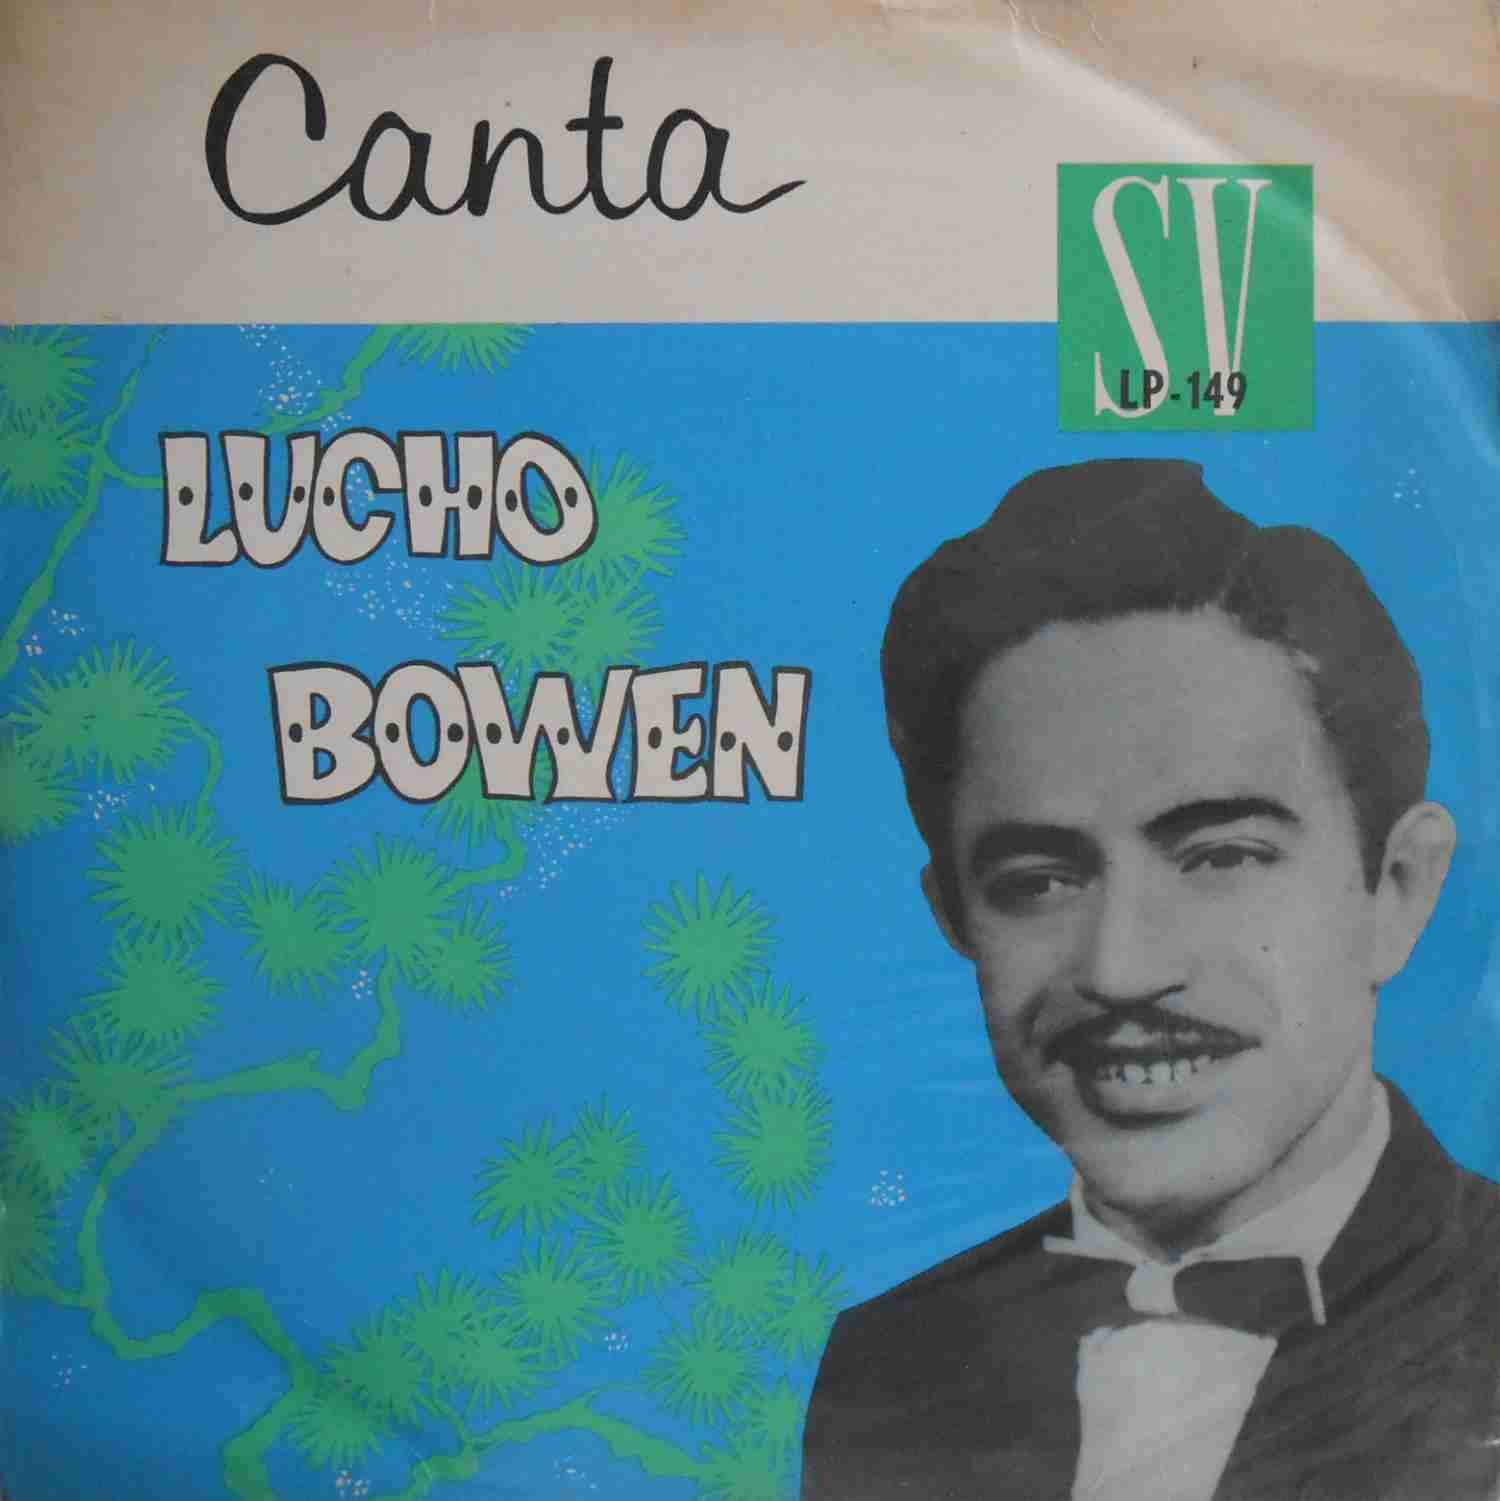 Canta
SV
LP-149
LUCHO
BOWEN